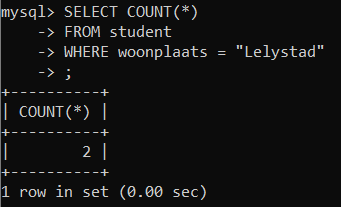 mysql> SELECT COUNT(*)
    -> FROM student
    -> WHERE woonplaats = "Lelystad"
    -> ;
+----------+
| COUNT(*) |
+----------+
|        2 |
+----------+
1 row in set (0.00 sec)